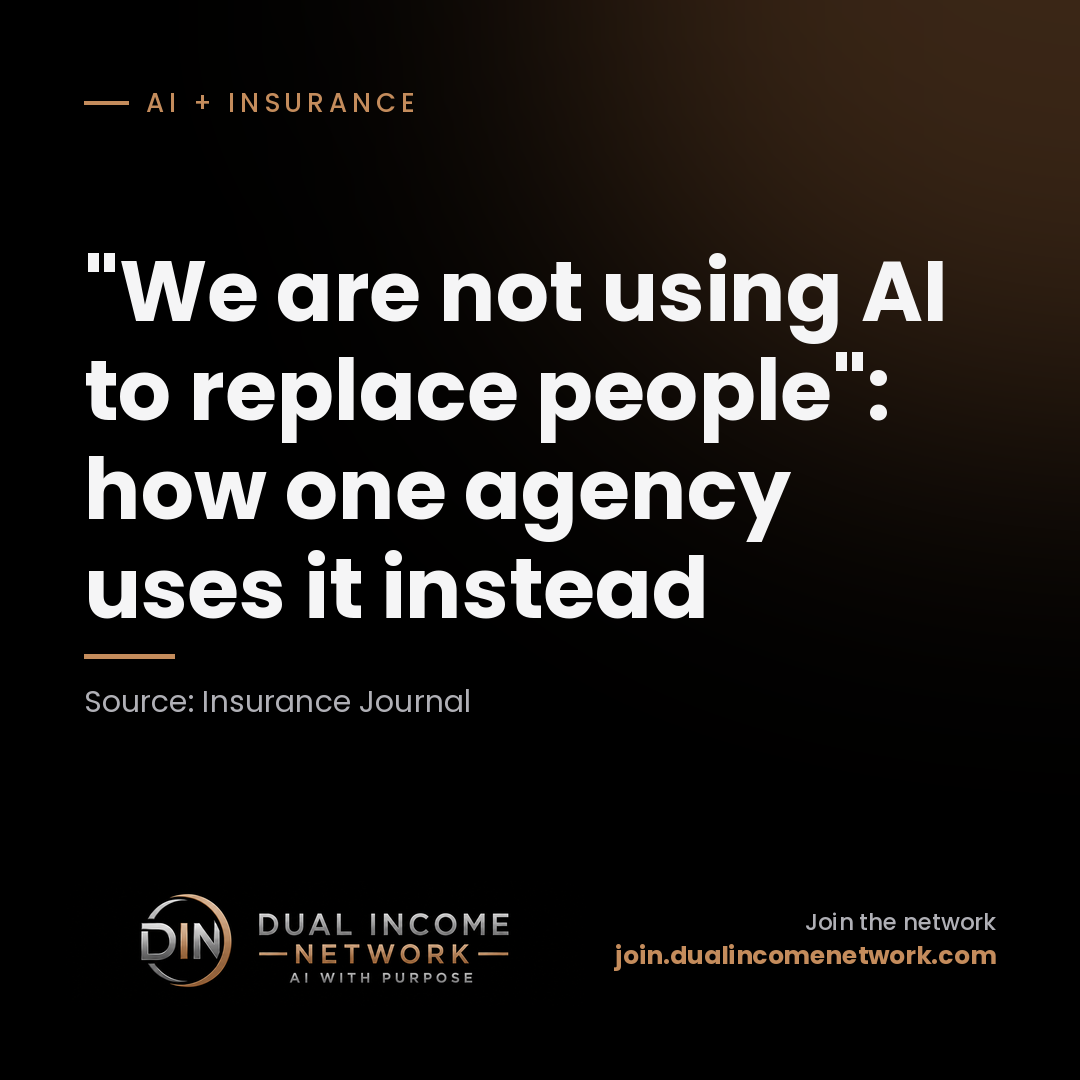 AI + INSURANCE
"We are not using AI
to replace people":
how one agency
uses it instead
Source: Insurance Journal
DIN
DUAL INCOME
NETWORK
AI WITH PURPOSE
Join the network
join.dualincomenetwork.com